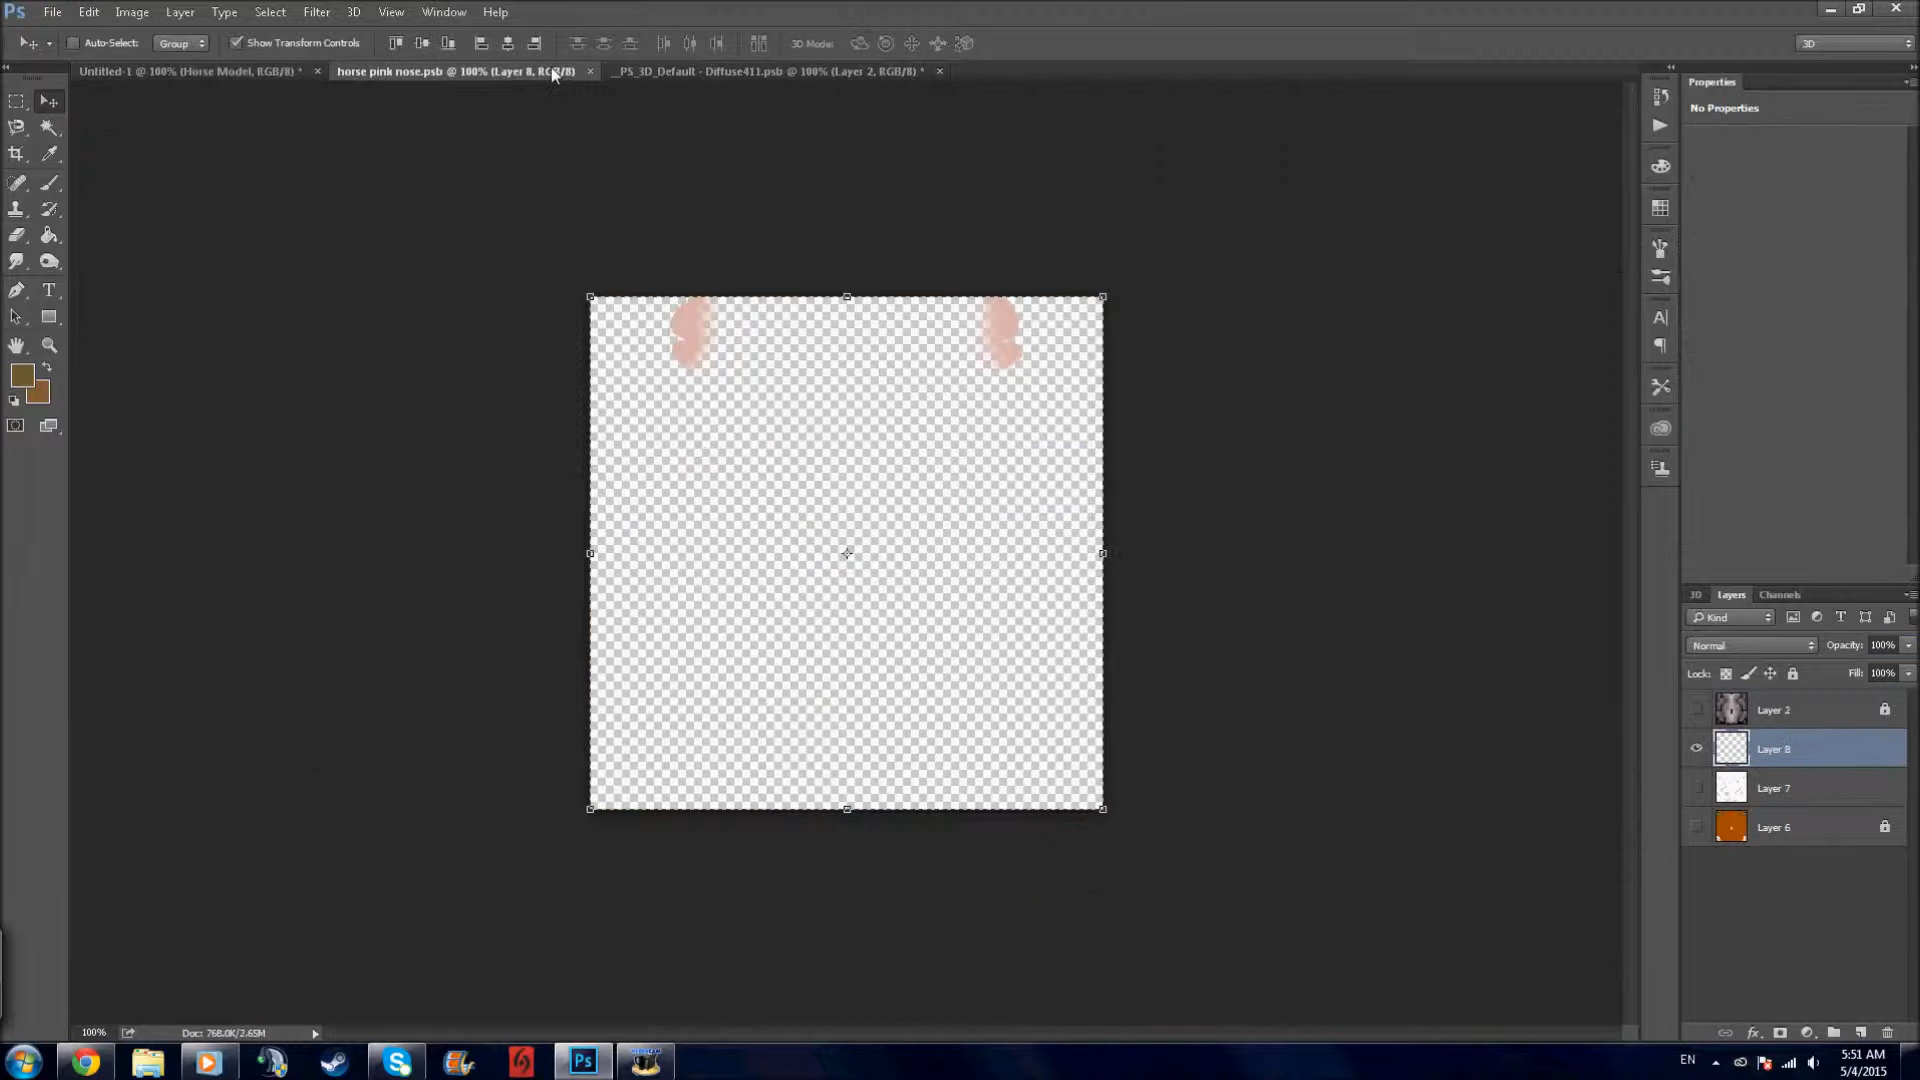 Ps File Edit Image Layer Type Select Filter 3D View Window Help
Auto-Select: Group Show Transform Controls 3D Mode: 3D
Untitled-1 @ 100% (Horse Model, RGB/8) * × horse pink nose.psb @ 100% (Layer 8, RGB/8) × __PS_3D_Default - Diffuse411.psb @ 100% (Layer 2, RGB/8) * ×
Properties
No Properties
3D Layers Channels
Kind
Normal Opacity: 100%
Lock: Fill: 100%
Layer 2
Layer 8
Layer 7
Layer 6
100% Doc: 768.0K/2.65M
Ps
EN 5:51 AM
5/4/2015